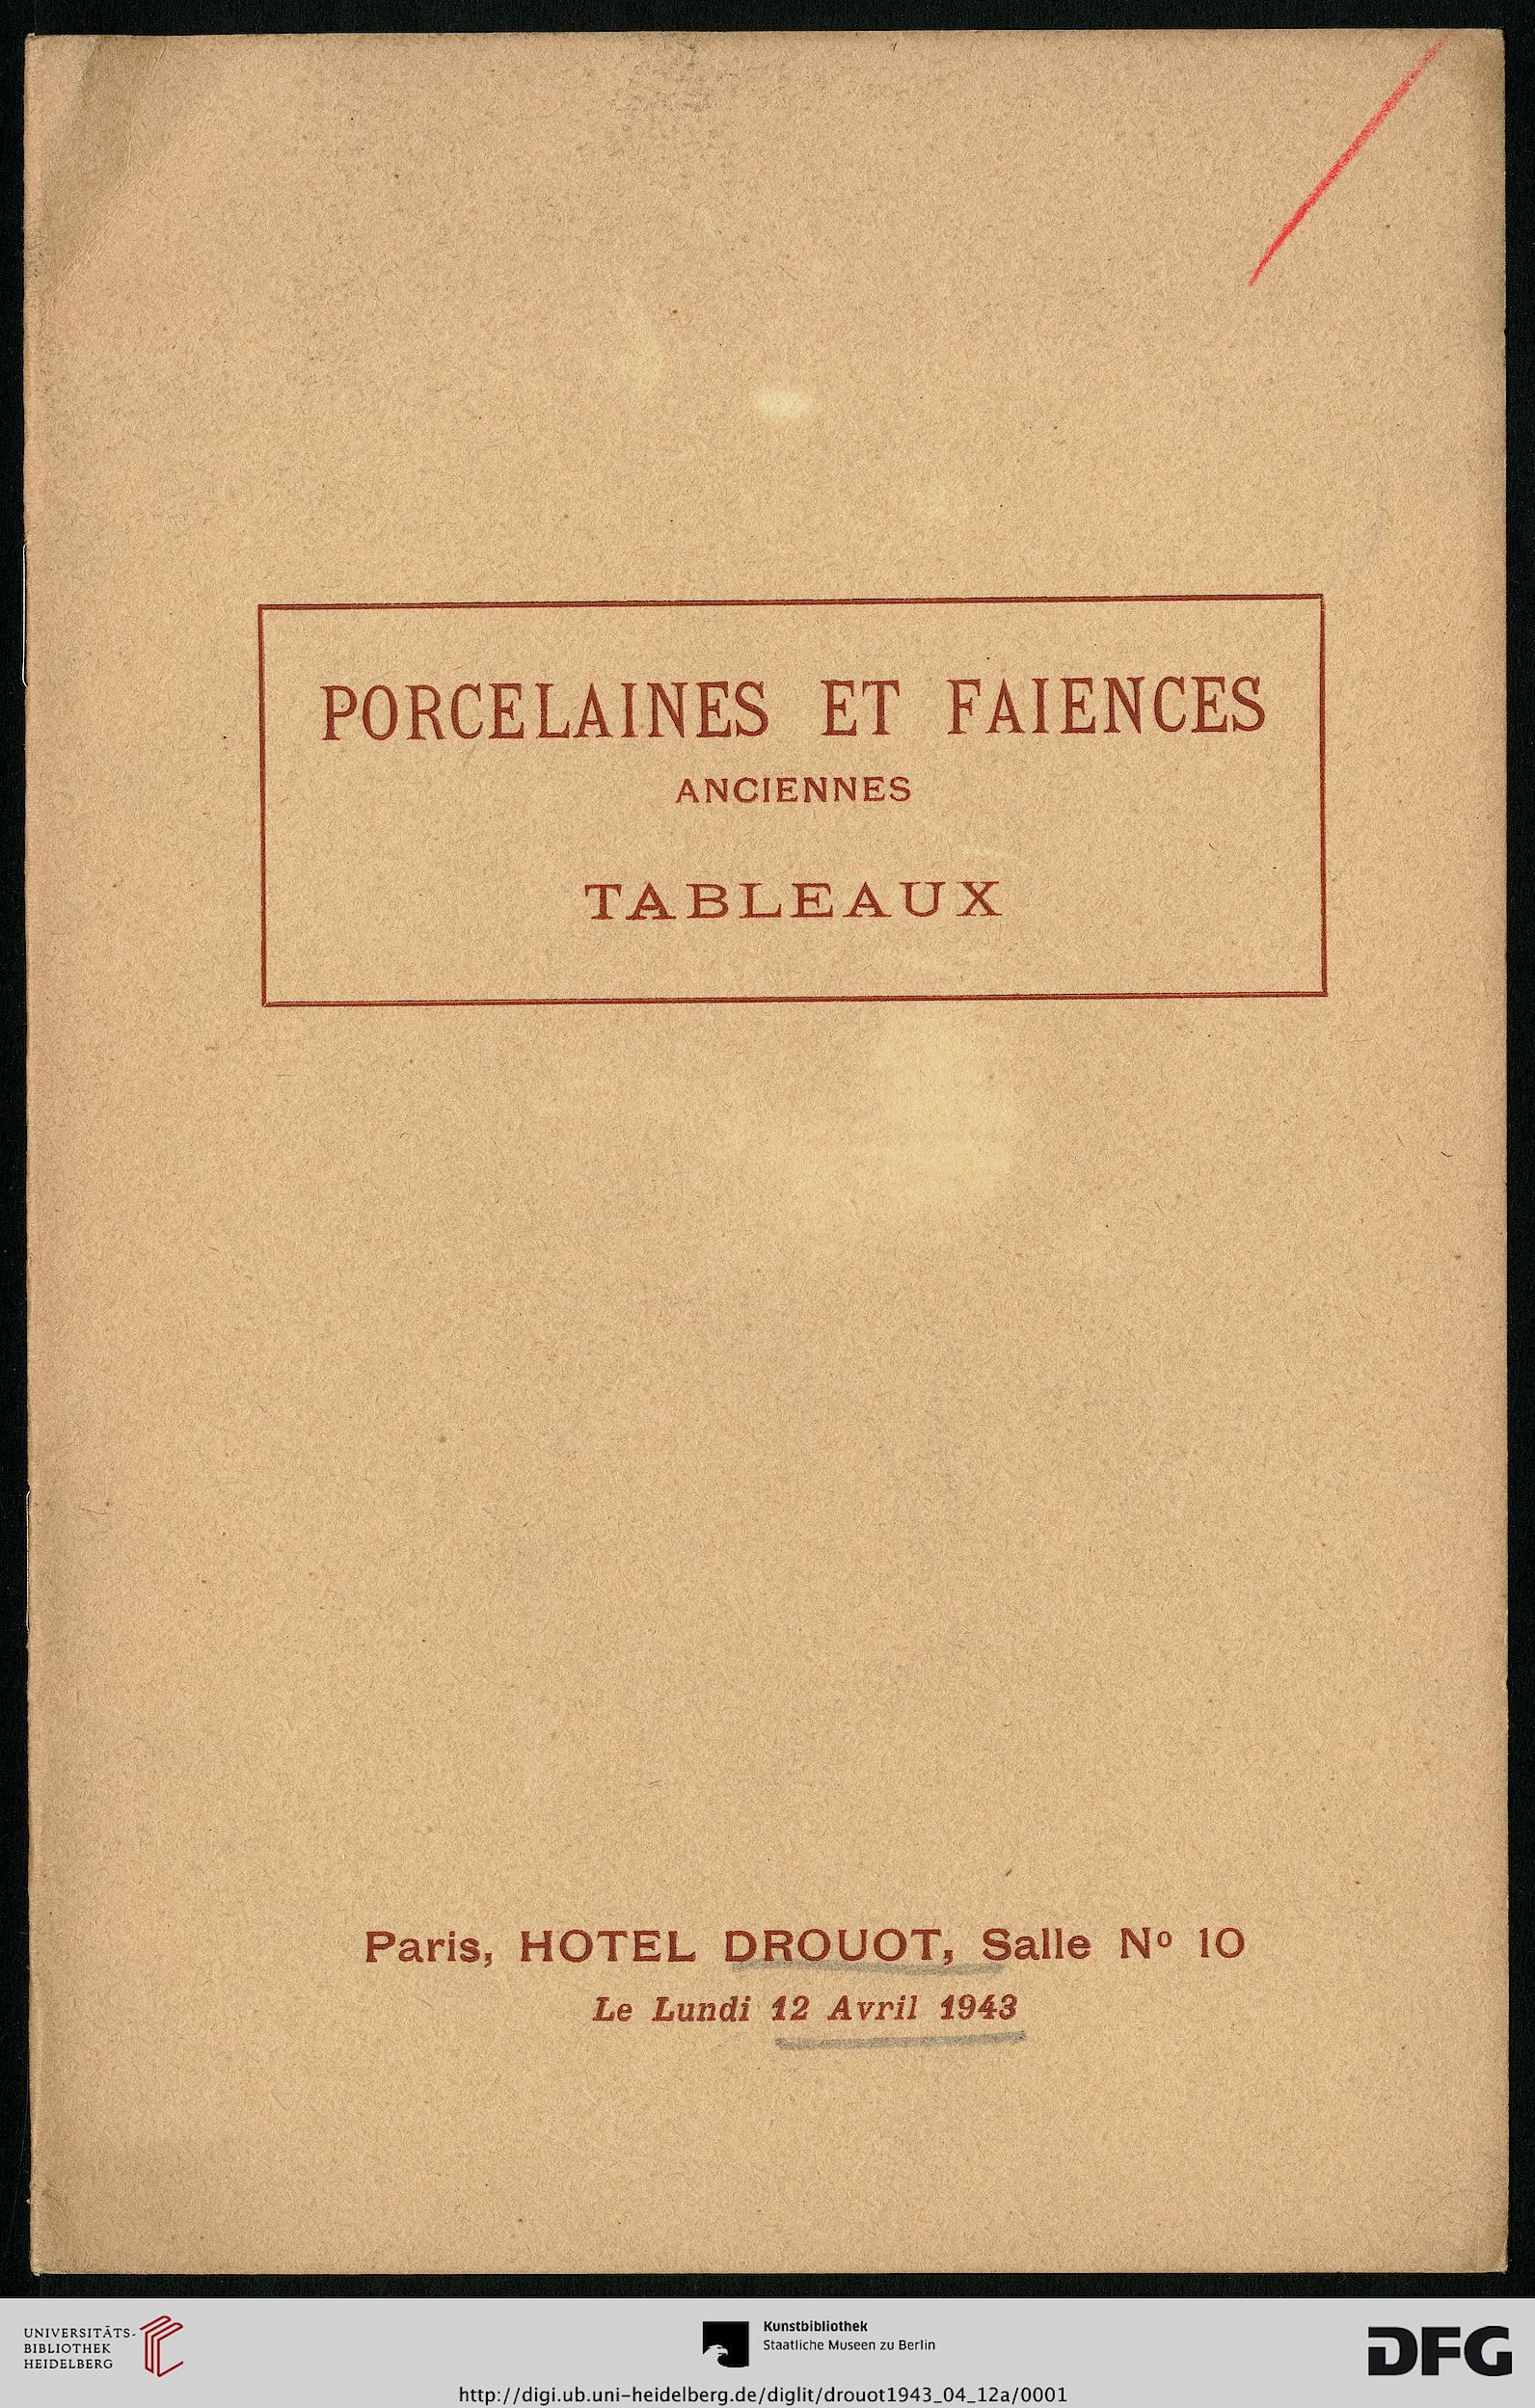 PORCELAINES ET FAIENCES
ANCIENNES
TABLEAUX
Paris, HOTEL DROUOT, Salle Nº 10
Le Lundi 12 Avril 1943
UNIVERSITÄTS-
BIBLIOTHEK
HEIDELBERG
Kunstbibliothek
Staatliche Museen zu Berlin
DFG
http://digi.ub.uni-heidelberg.de/diglit/drouot1943_04_12a/0001